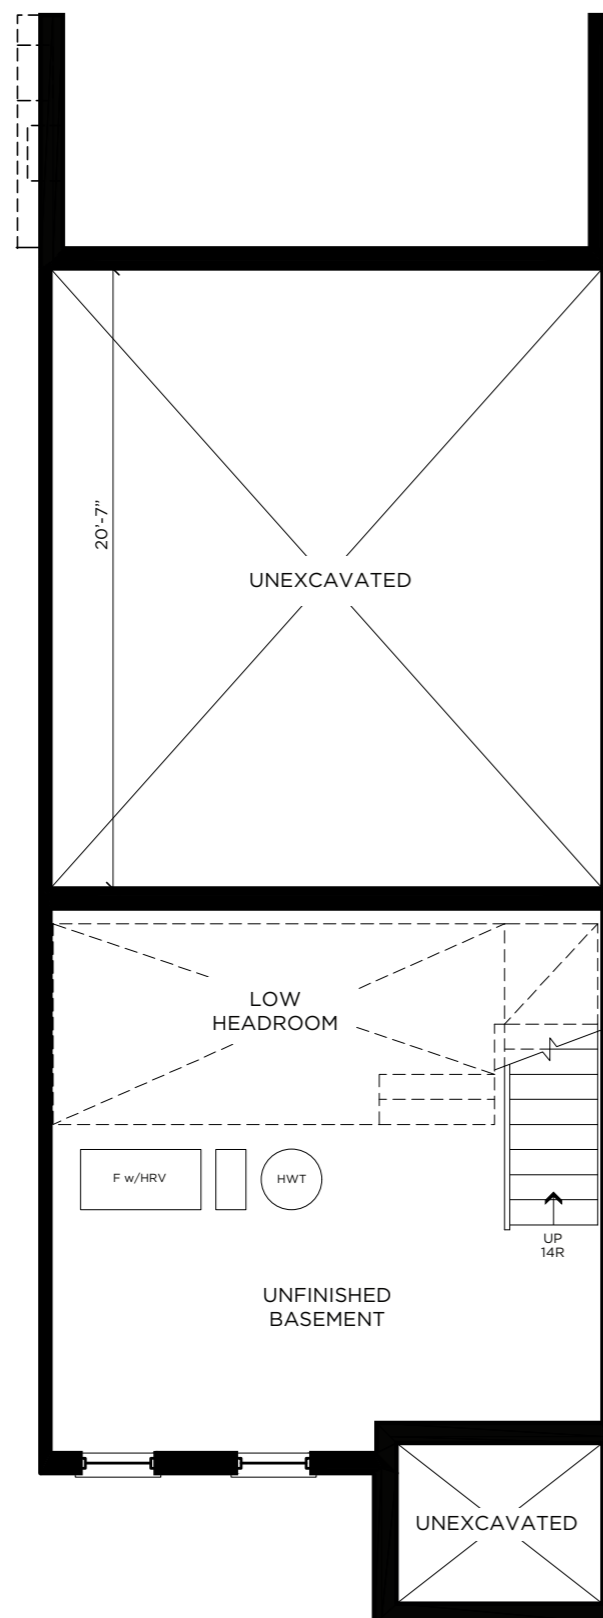 20'-7"
UNEXCAVATED
LOW
HEADROOM
F w/HRV
HWT
UP
14R
UNFINISHED
BASEMENT
UNEXCAVATED